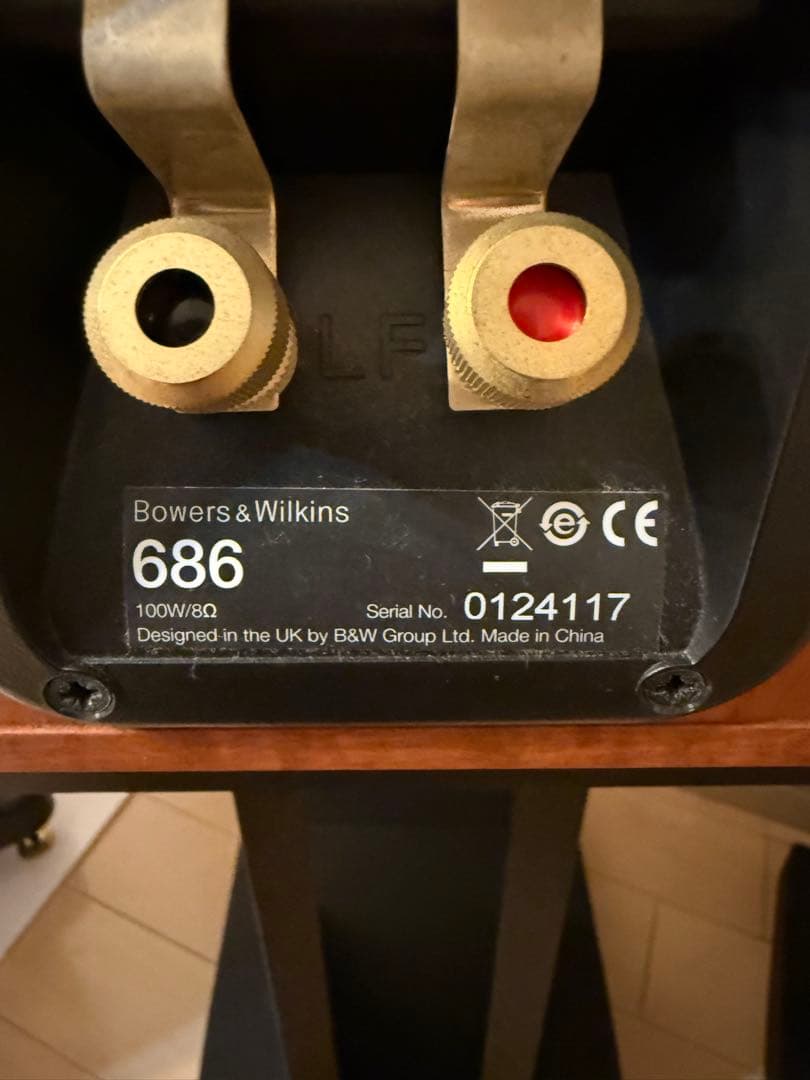 LF
Bowers & Wilkins
686
100W/8Ω
Serial No. 0124117
Designed in the UK by B&W Group Ltd. Made in China
e
CE